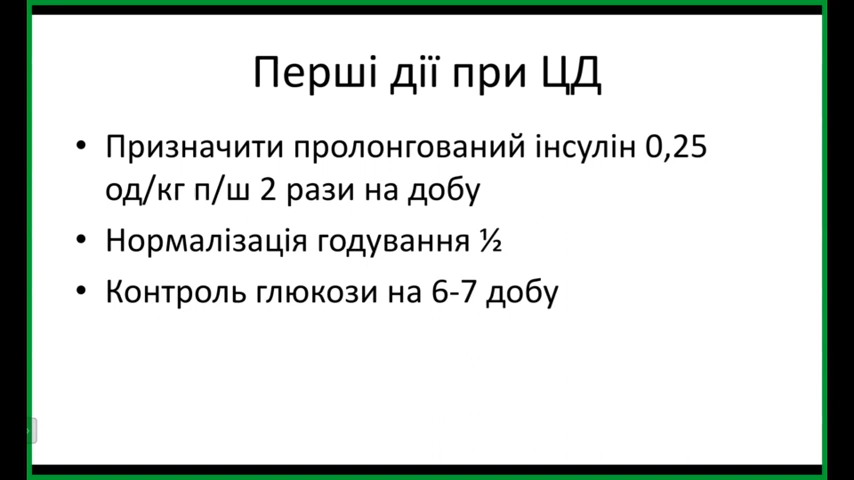 Перші дії при ЦД
• Призначити пролонгований інсулін 0,25
од/кг п/ш 2 рази на добу
• Нормалізація годування ½
• Контроль глюкози на 6-7 добу